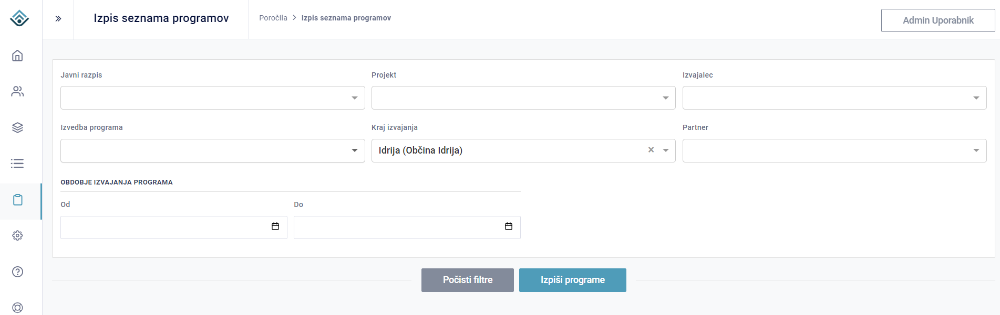 Izpis seznama programov
Poročila > Izpis seznama programov
Admin Uporabnik
Javni razpis
Projekt
Izvajalec
Izvedba programa
Kraj izvajanja
Partner
Idrija (Občina Idrija)
OBDOBJE IZVAJANJA PROGRAMA
Od
Do
Počisti filtre
Izpiši programe